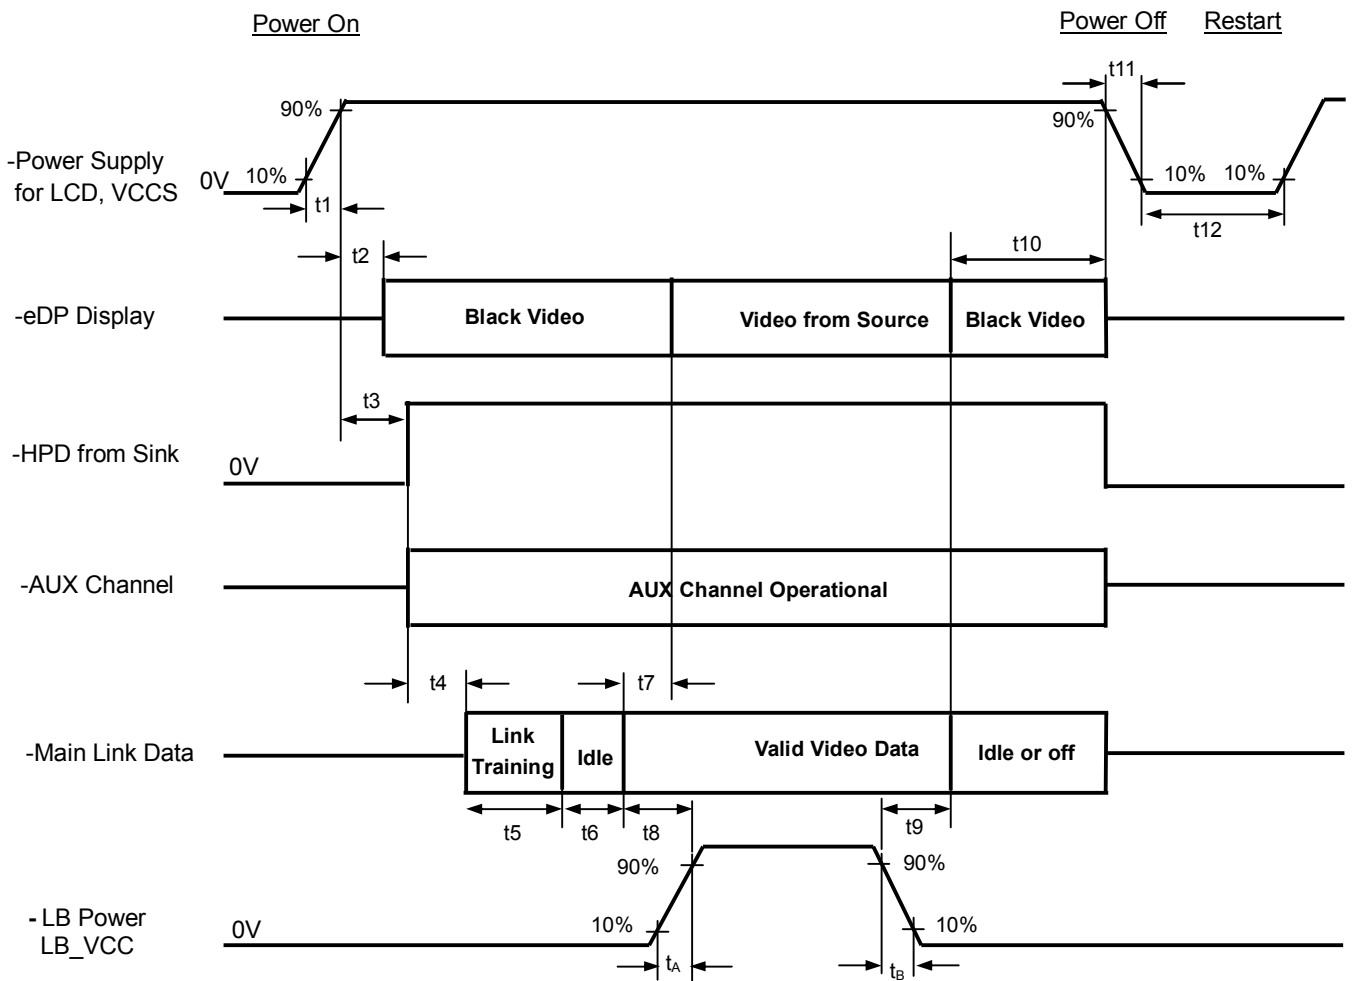 Power On
Power Off
Restart
t11
90%
90%
-Power Supply
for LCD, VCCS
0V
10%
10%
10%
t1
t12
t2
t10
-eDP Display
Black Video
Video from Source
Black Video
t3
-HPD from Sink
0V
-AUX Channel
AUX Channel Operational
t4
t7
-Main Link Data
Link
Training
Idle
Valid Video Data
Idle or off
t5
t6
t8
t9
90%
90%
- LB Power
LB_VCC
0V
10%
10%
tA
tB